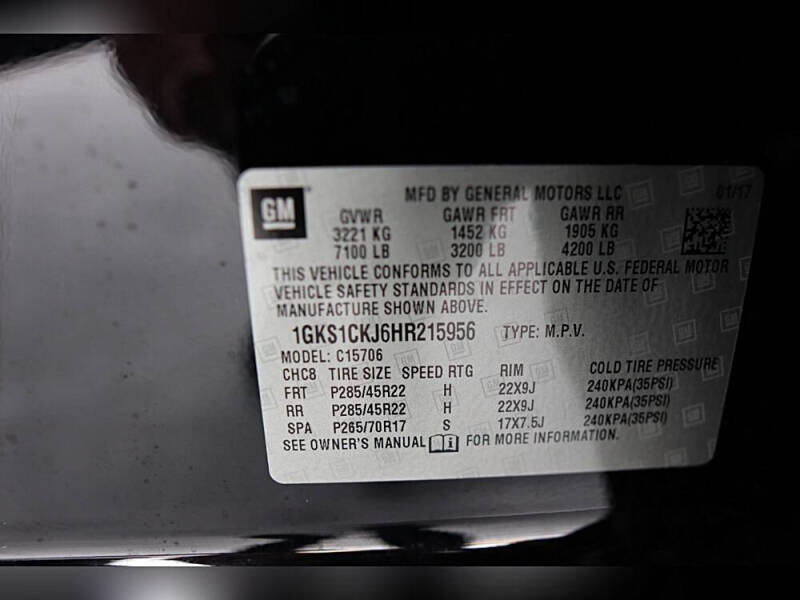 GM
MFD BY GENERAL MOTORS LLC 01/17
GVWR GAWR FRT GAWR RR
3221 KG 1452 KG 1905 KG
7100 LB 3200 LB 4200 LB
THIS VEHICLE CONFORMS TO ALL APPLICABLE U.S. FEDERAL MOTOR
VEHICLE SAFETY STANDARDS IN EFFECT ON THE DATE OF
MANUFACTURE SHOWN ABOVE.
1GKS1CKJ6HR215956 TYPE: M.P.V.
MODEL: C15706
CHC8 TIRE SIZE SPEED RTG RIM COLD TIRE PRESSURE
FRT P285/45R22 H 22X9J 240KPA(35PSI)
RR P285/45R22 H 22X9J 240KPA(35PSI)
SPA P265/70R17 S 17X7.5J 240KPA(35PSI)
SEE OWNER'S MANUAL FOR MORE INFORMATION.